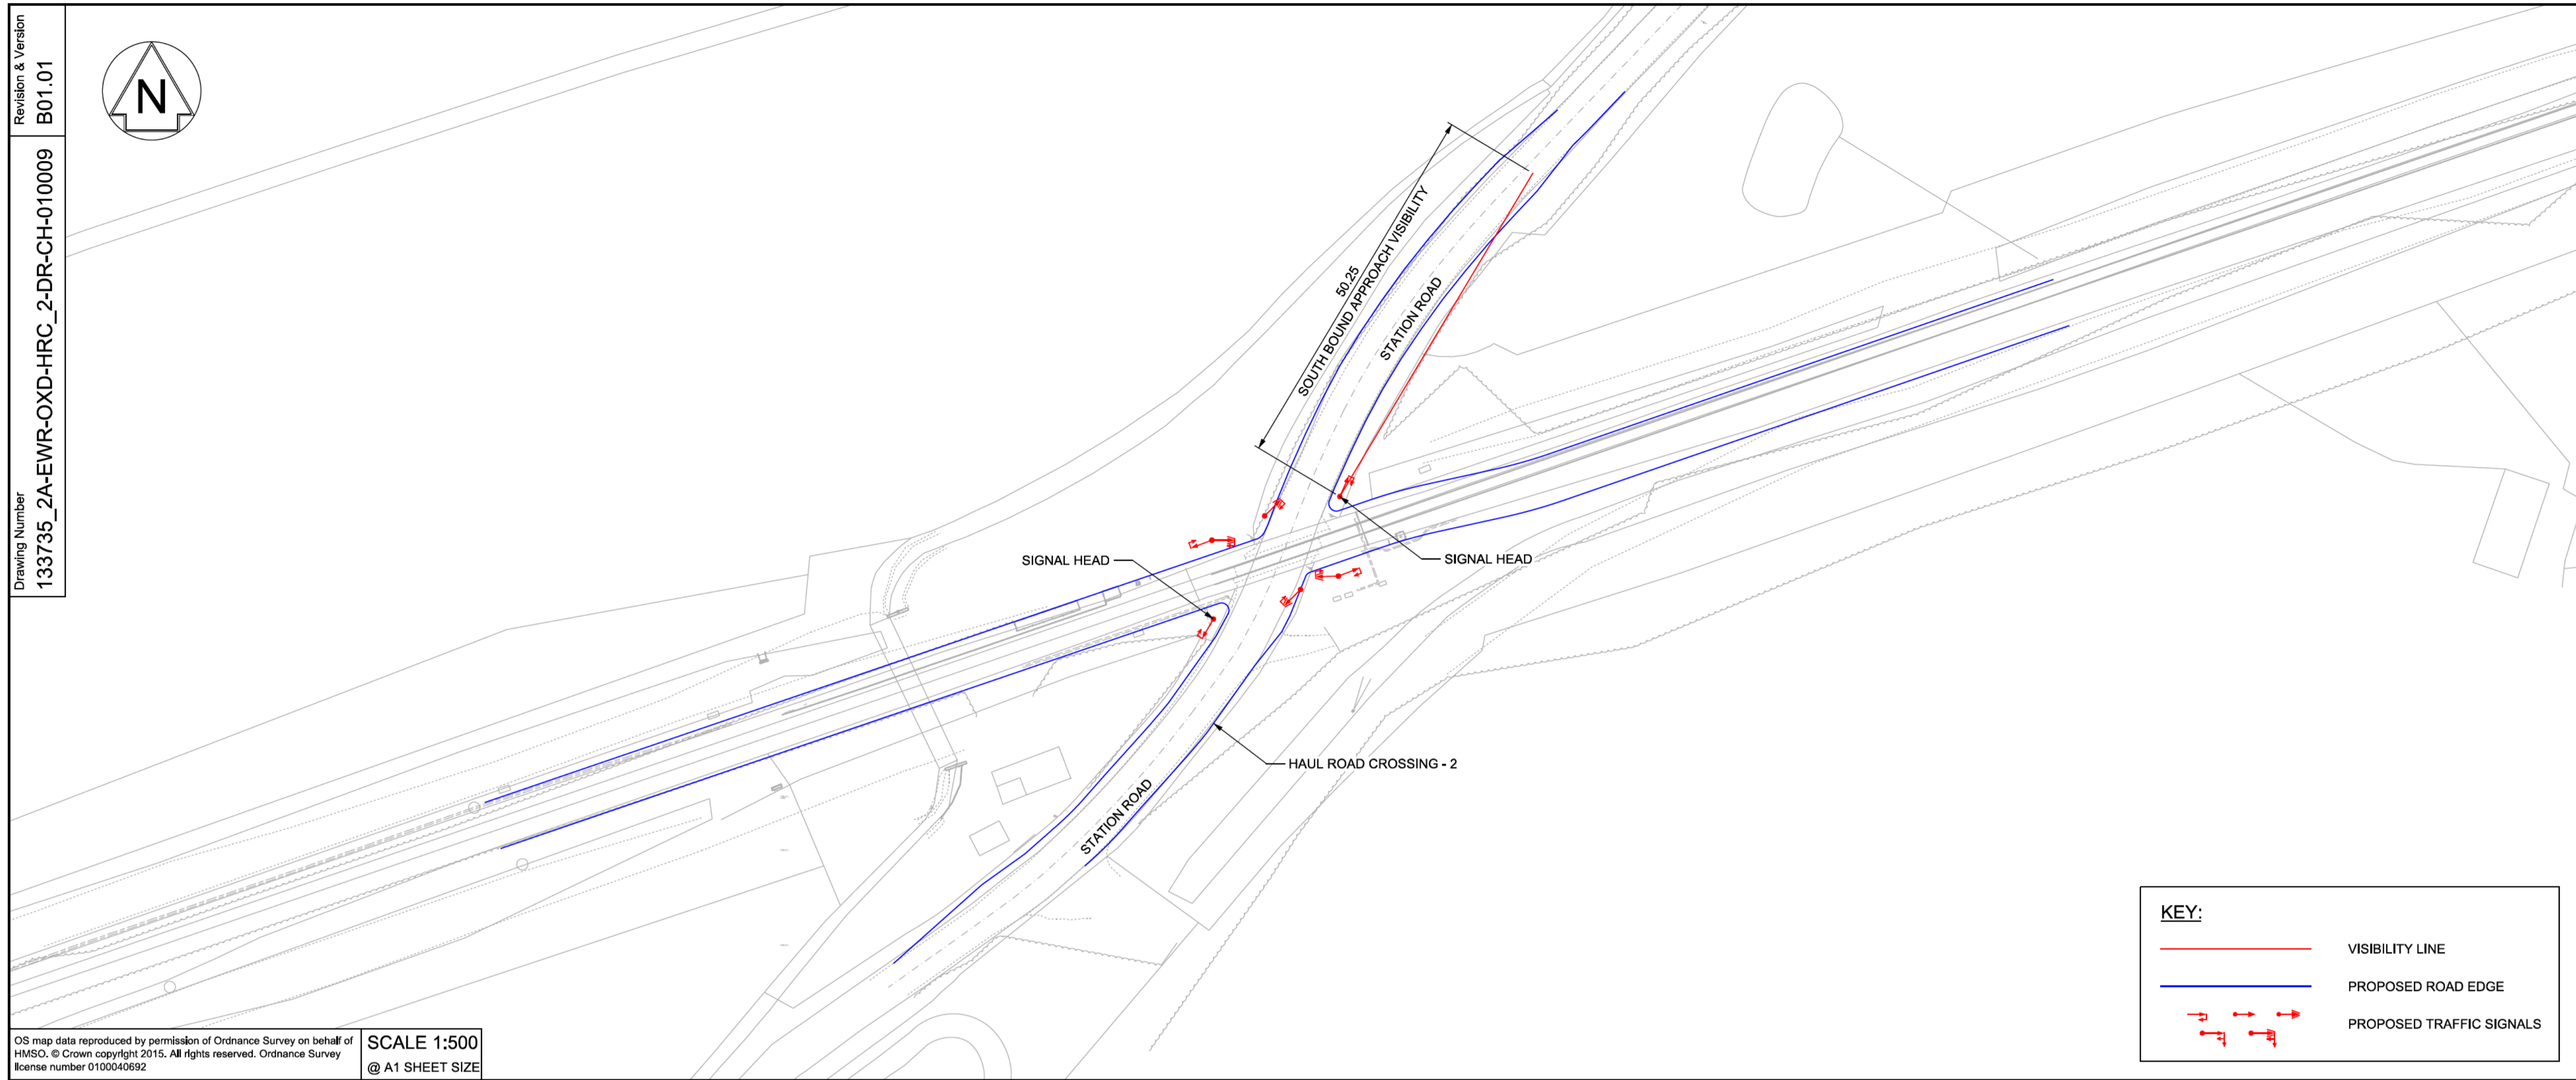 Revision & Version
B01.01
Drawing Number
133735_2A-EWR-OXD-HRC_2-DR-CH-010009
N
50.25
SOUTH BOUND APPROACH VISIBILITY
STATION ROAD
SIGNAL HEAD
SIGNAL HEAD
HAUL ROAD CROSSING - 2
STATION ROAD
KEY:
VISIBILITY LINE
PROPOSED ROAD EDGE
PROPOSED TRAFFIC SIGNALS
OS map data reproduced by permission of Ordnance Survey on behalf of
HMSO. © Crown copyright 2015. All rights reserved. Ordnance Survey
license number 0100040692
SCALE 1:500
@ A1 SHEET SIZE